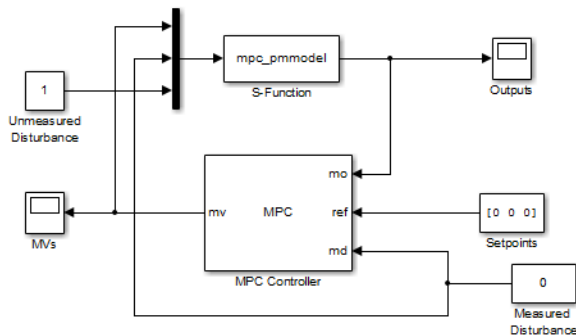 mpc_pmmodel
S-Function
Outputs
1
Unmeasured
Disturbance
mo
mv
MPC
ref
[0 0 0]
MVs
Setpoints
md
MPC Controller
0
Measured
Disturbance